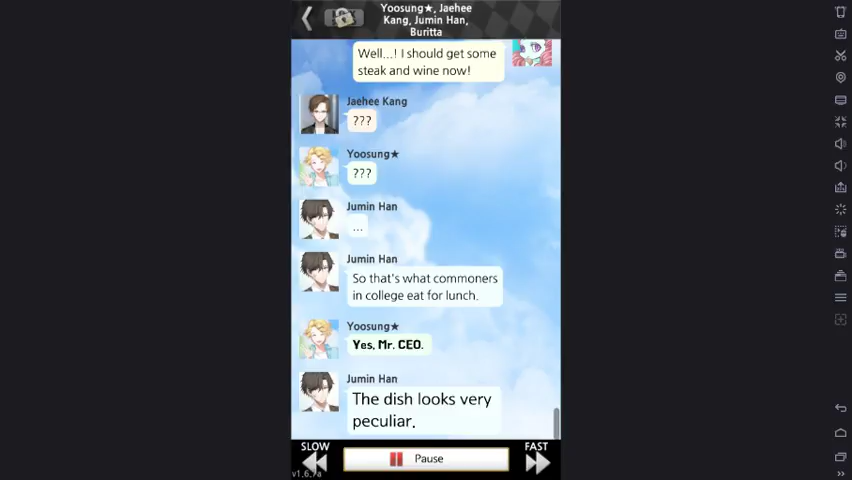 Yoosung★, Jaehee
Kang, Jumin Han,
Buritta
Well...! I should get some
steak and wine now!
Jaehee Kang
???
Yoosung★
???
Jumin Han
...
Jumin Han
So that's what commoners
in college eat for lunch.
Yoosung★
Yes, Mr. CEO.
Jumin Han
The dish looks very
peculiar.
SLOW
Pause
FAST